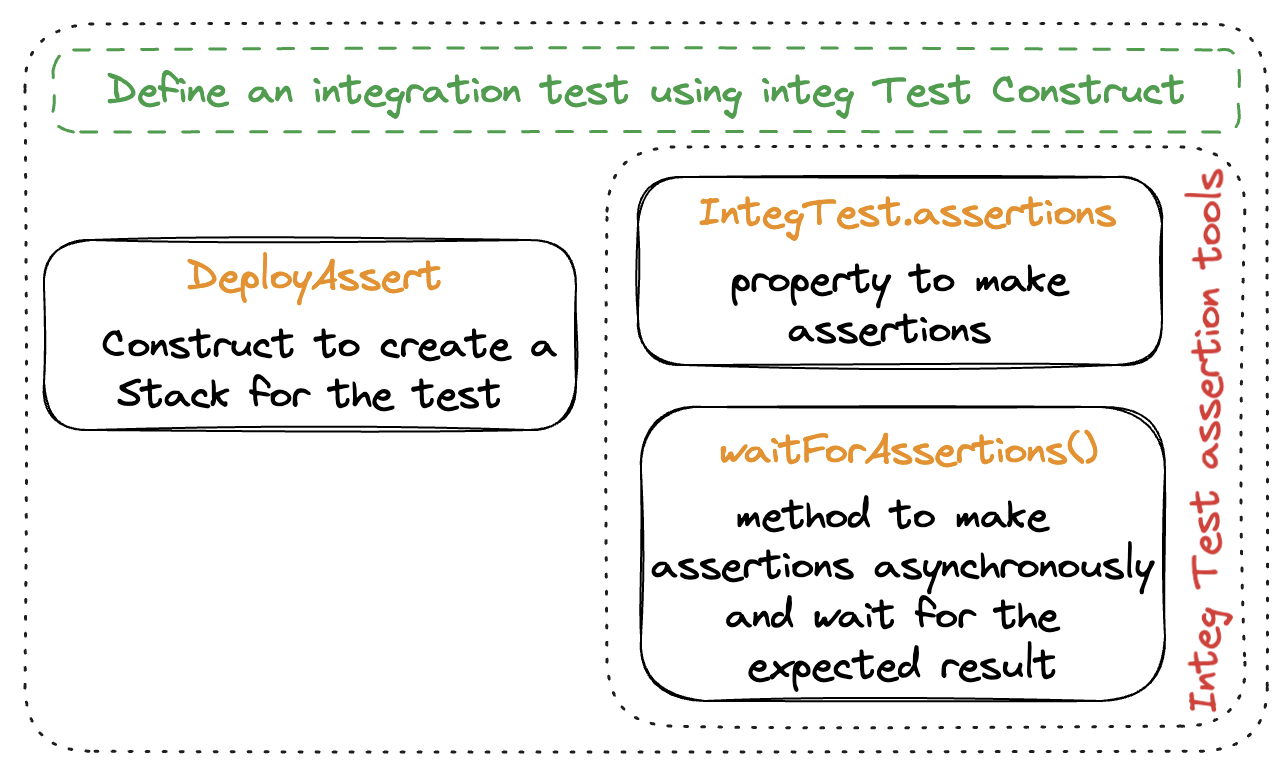 Define an integration test using integ Test Construct
DeployAssert
Construct to create a
Stack for the test
IntegTest.assertions
property to make
assertions
waitForAssertions()
method to make
assertions asynchronously
and wait for the
expected result
Integ Test assertion tools